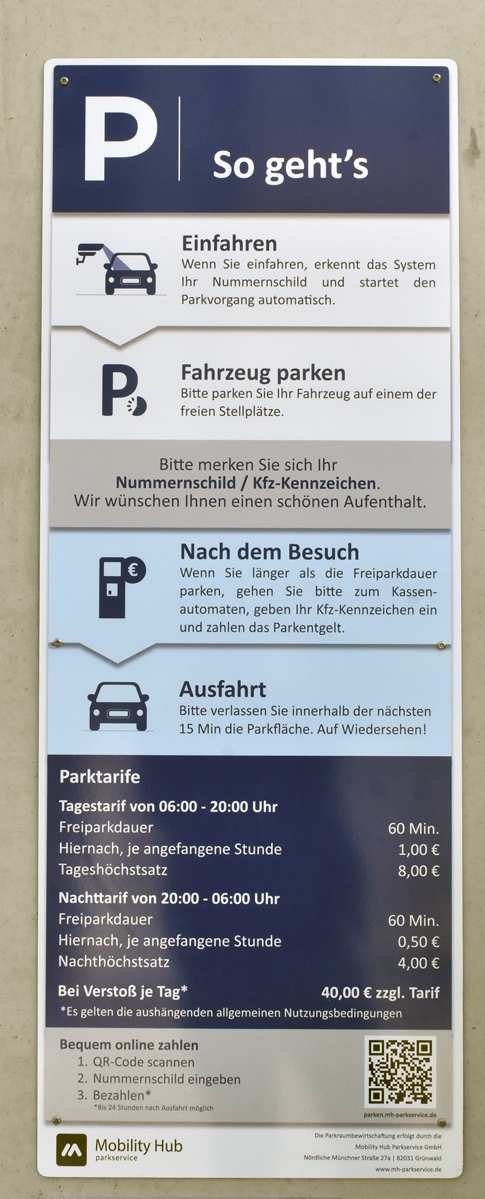 P
So geht's
Einfahren
Wenn Sie einfahren, erkennt das System
Ihr Nummernschild und startet den
Parkvorgang automatisch.
P
Fahrzeug parken
Bitte parken Sie Ihr Fahrzeug auf einem der
freien Stellplätze.
Bitte merken Sie sich Ihr
Nummernschild / Kfz-Kennzeichen.
Wir wünschen Ihnen einen schönen Aufenthalt.
€
Nach dem Besuch
Wenn Sie länger als die Freiparkdauer
parken, gehen Sie bitte zum Kassen-
automaten, geben Ihr Kfz-Kennzeichen ein
und zahlen das Parkentgelt.
Ausfahrt
Bitte verlassen Sie innerhalb der nächsten
15 Min die Parkfläche. Auf Wiedersehen!
Parktarife
Tagestarif von 06:00 - 20:00 Uhr
Freiparkdauer 60 Min.
Hiernach, je angefangene Stunde 1,00 €
Tageshöchstsatz 8,00 €
Nachttarif von 20:00 - 06:00 Uhr
Freiparkdauer 60 Min.
Hiernach, je angefangene Stunde 0,50 €
Nachthöchstsatz 4,00 €
Bei Verstoß je Tag* 40,00 € zzgl. Tarif
*Es gelten die aushängenden allgemeinen Nutzungsbedingungen
Bequem online zahlen
1. QR-Code scannen
2. Nummernschild eingeben
3. Bezahlen*
*Bis 24 Stunden nach Ausfahrt möglich
parken.mh-parkservice.de
Mobility Hub
parkservice
Die Parkraumbewirtschaftung erfolgt durch die
Mobility Hub Parkservice GmbH
Nördliche Münchner Straße 27a | 82031 Grünwald
www.mh-parkservice.de